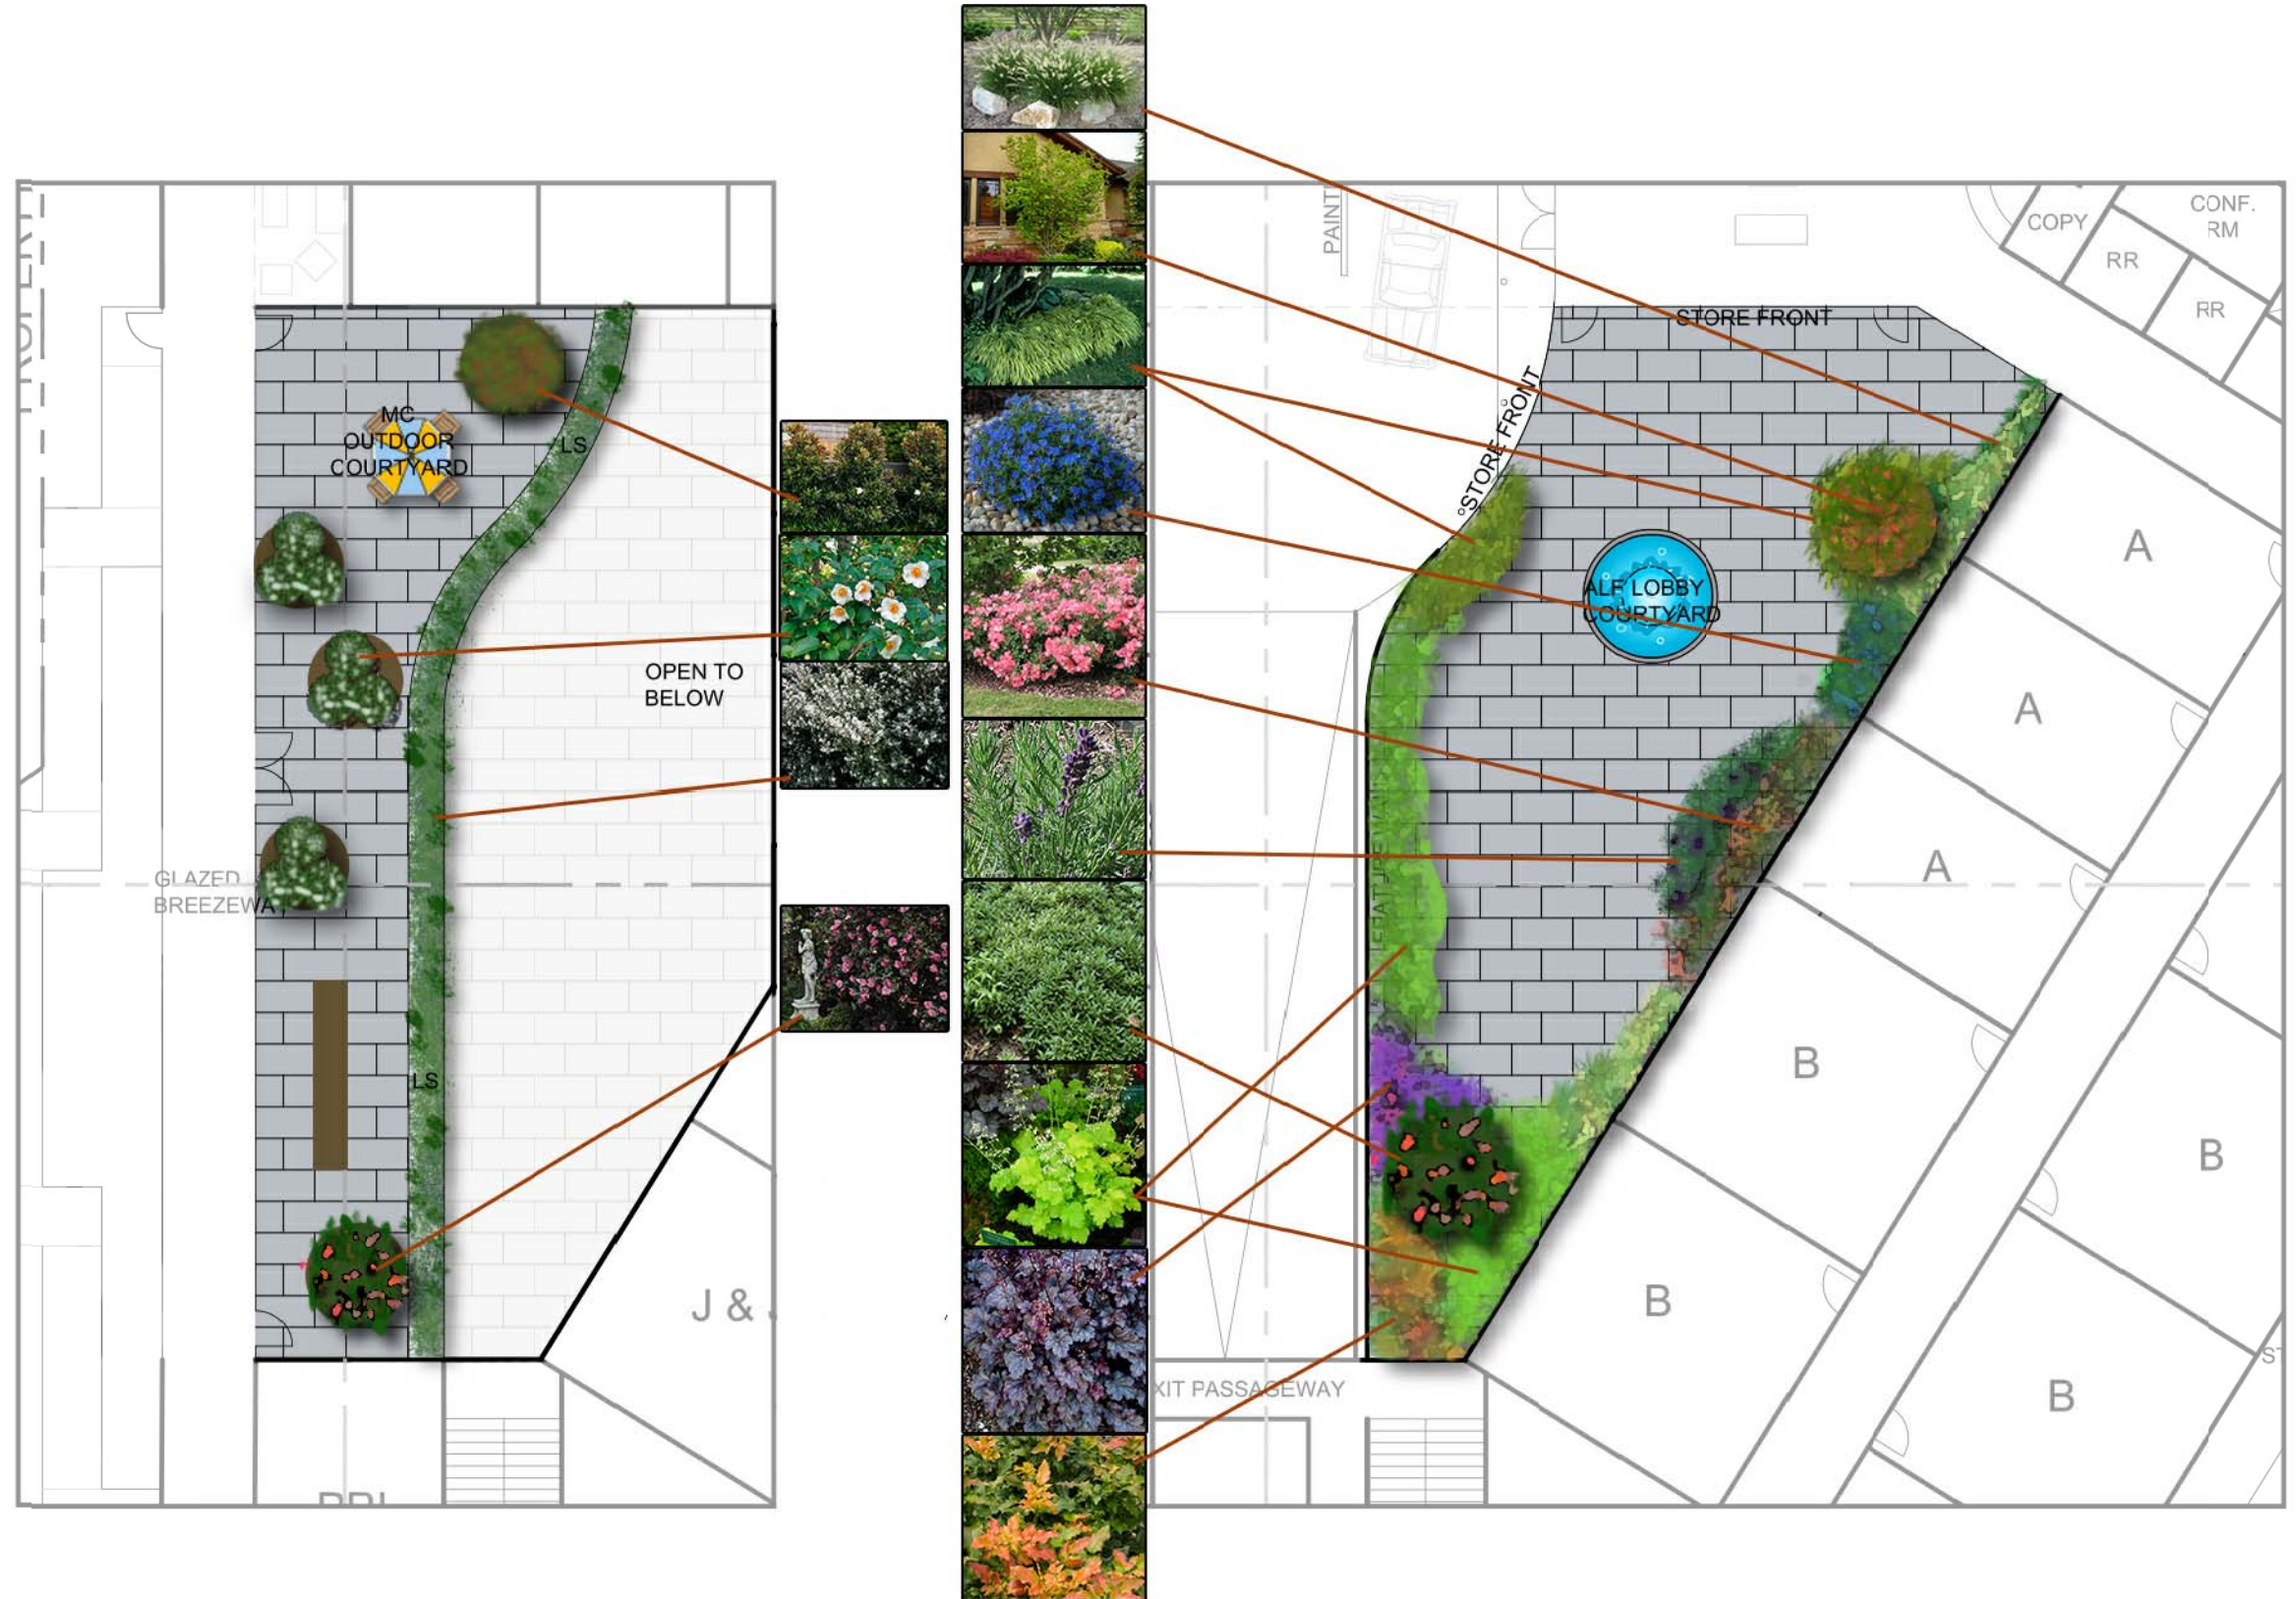 PAINT
COPY
CONF.
RM
RR
RR
STORE FRONT
STORE FRONT
MC
OUTDOOR
COURTYARD
LS
A
ALF LOBBY
COURTYARD
OPEN TO
BELOW
A
GLAZED
BREEZEWA
A
B
LS
B
B
J &
XIT PASSAGEWAY
B
ST